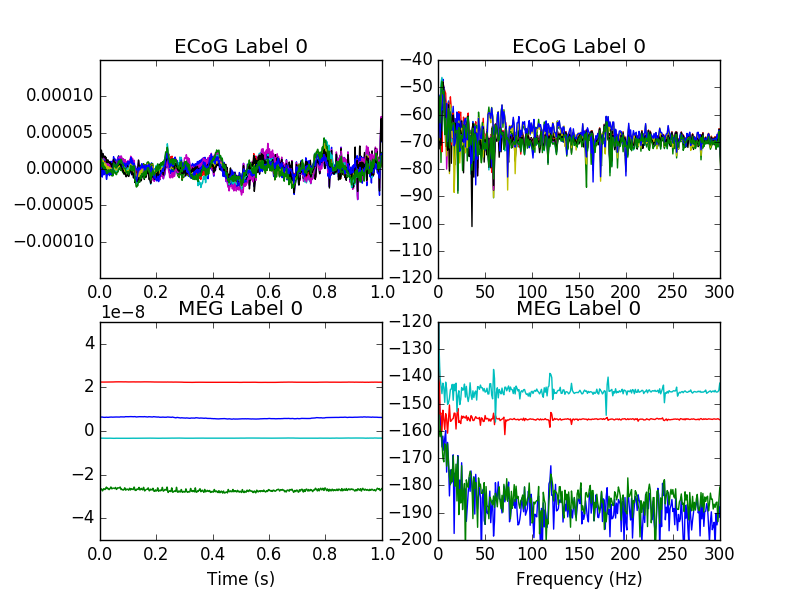 ECoG Label 0
0.00010
0.00005
0.00000
−0.00005
−0.00010
0.0 0.2 0.4 0.6 0.8 1.0
ECoG Label 0
−40
−50
−60
−70
−80
−90
−100
−110
−120
0 50 100 150 200 250 300
MEG Label 0
1e−8
4
2
0
−2
−4
0.0 0.2 0.4 0.6 0.8 1.0
Time (s)
MEG Label 0
−120
−130
−140
−150
−160
−170
−180
−190
−200
0 50 100 150 200 250 300
Frequency (Hz)